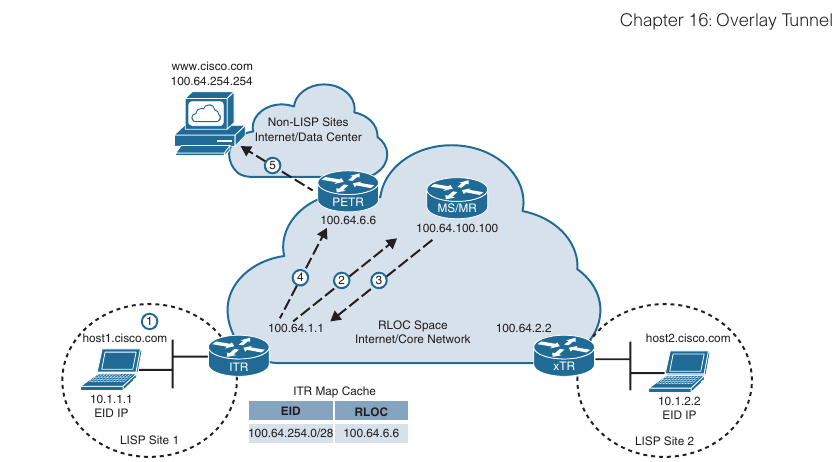 Chapter 16: Overlay Tunnel
www.cisco.com
100.64.254.254
Non-LISP Sites
Internet/Data Center
5
PETR
100.64.6.6
MS/MR
100.64.100.100
4
2
3
1
host1.cisco.com
100.64.1.1
RLOC Space
Internet/Core Network
100.64.2.2
host2.cisco.com
ITR
xTR
10.1.1.1
EID IP
LISP Site 1
10.1.2.2
EID IP
LISP Site 2
ITR Map Cache
EID RLOC
100.64.254.0/28 100.64.6.6